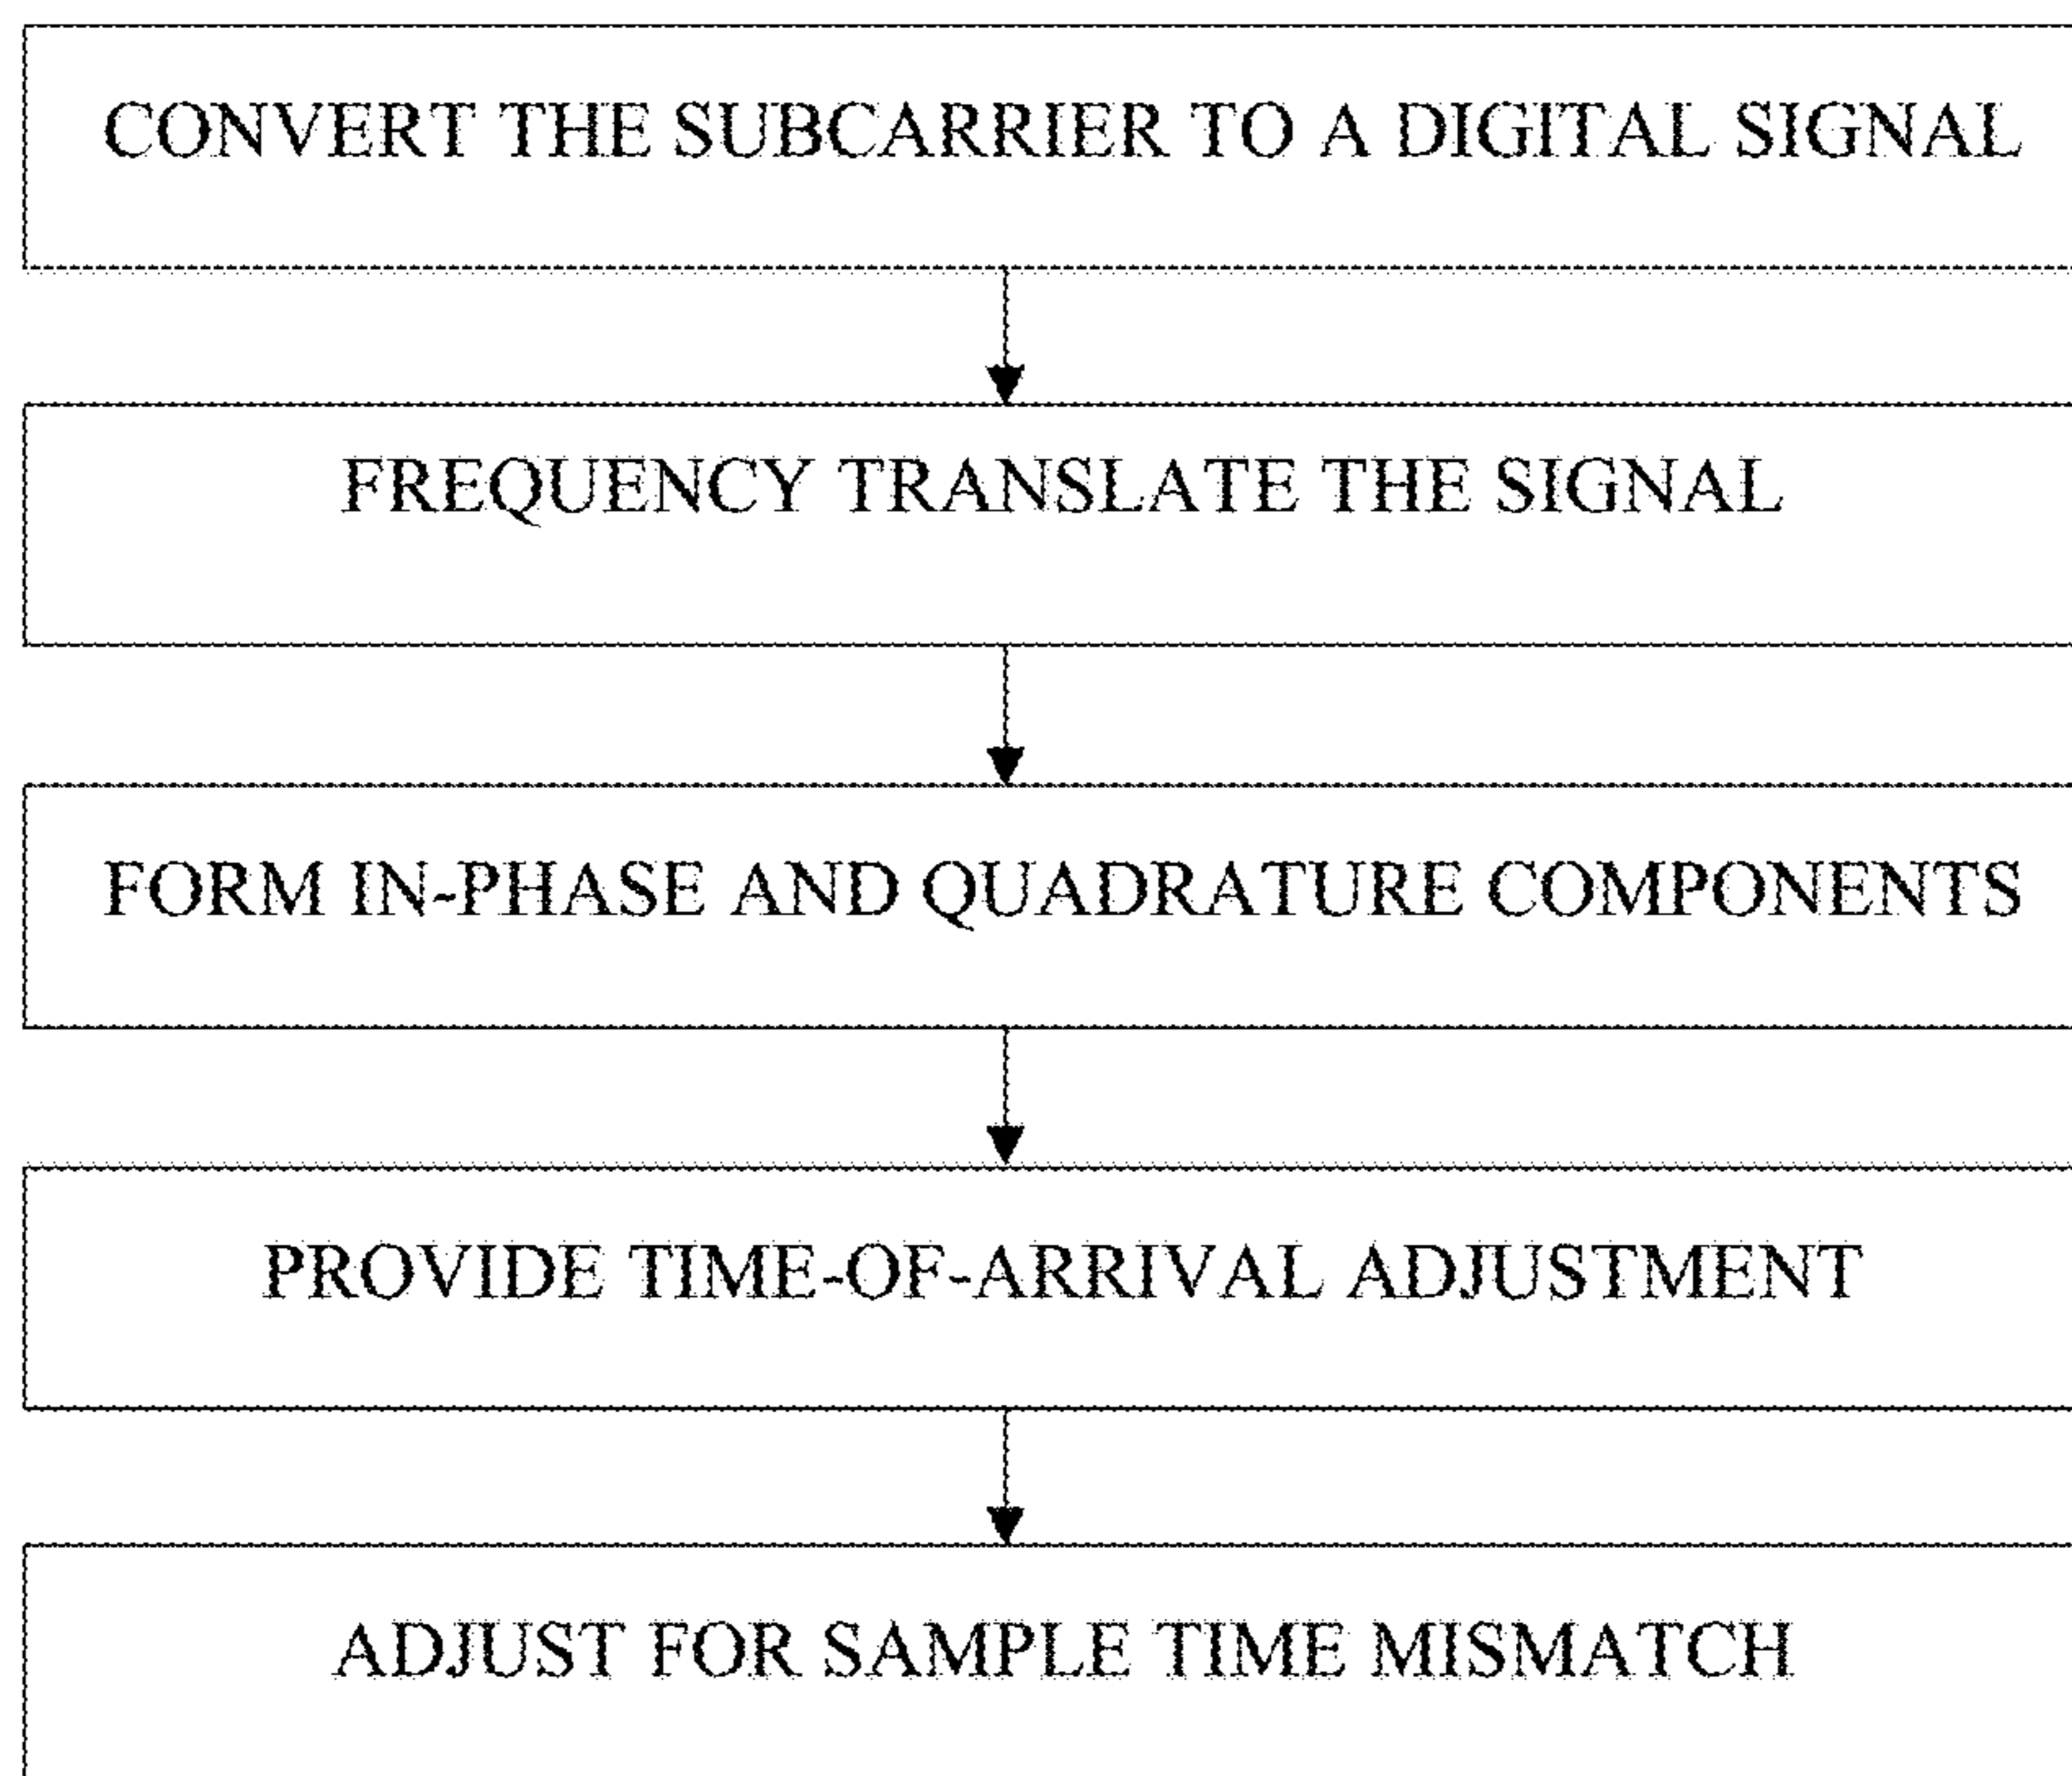 CONVERT THE SUBCARRIER TO A DIGITAL SIGNAL
FREQUENCY TRANSLATE THE SIGNAL
FORM IN-PHASE AND QUADRATURE COMPONENTS
PROVIDE TIME-OF-ARRIVAL ADJUSTMENT
ADJUST FOR SAMPLE TIME MISMATCH